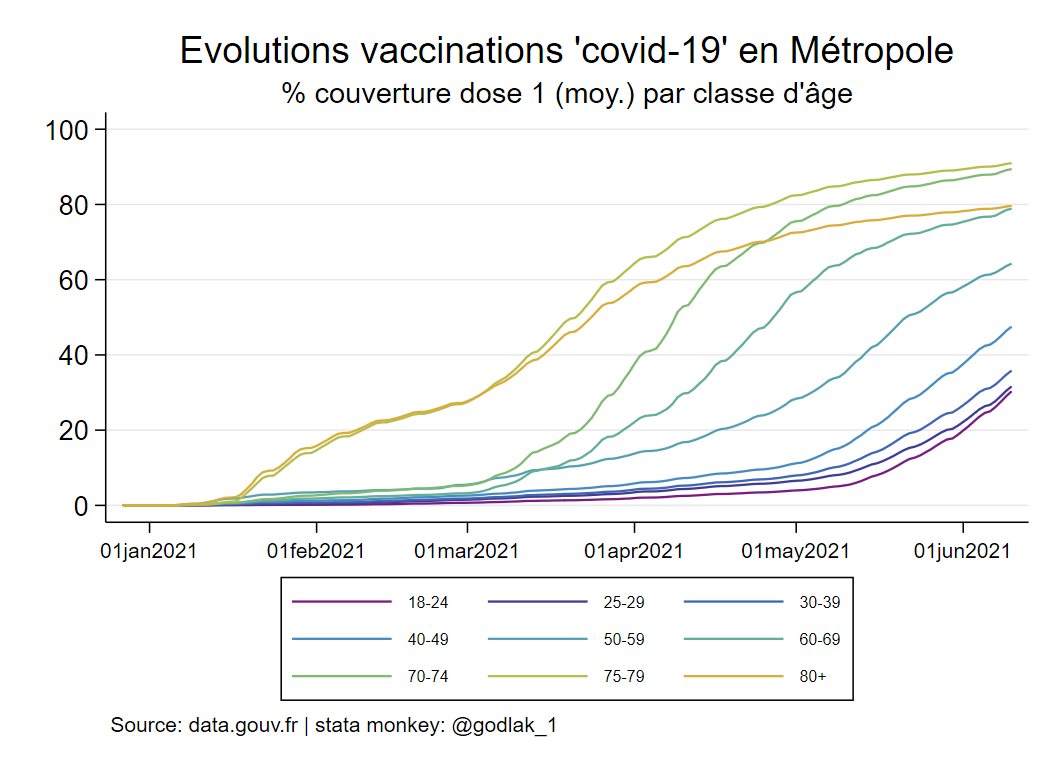 Evolutions vaccinations 'covid-19' en Métropole
% couverture dose 1 (moy.) par classe d'âge
100
80
60
40
20
0
01jan2021 01feb2021 01mar2021 01apr2021 01may2021 01jun2021
18-24 25-29 30-39
40-49 50-59 60-69
70-74 75-79 80+
Source: data.gouv.fr | stata monkey: @godlak_1